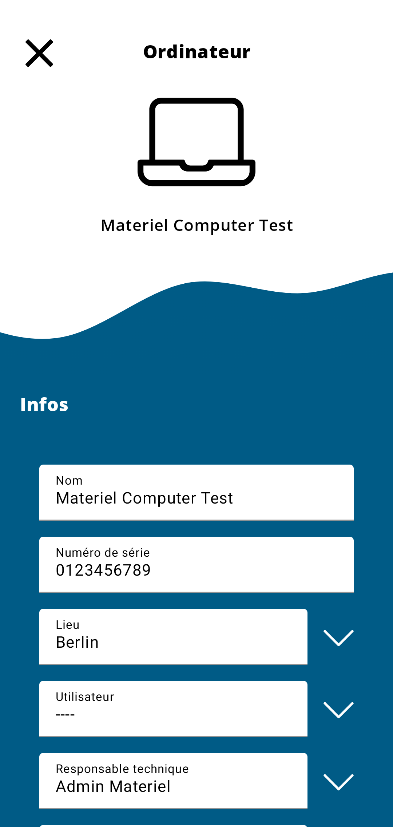 Ordinateur
Materiel Computer Test
Infos
Nom
Materiel Computer Test
Numéro de série
0123456789
Lieu
Berlin
Utilisateur
----
Responsable technique
Admin Materiel